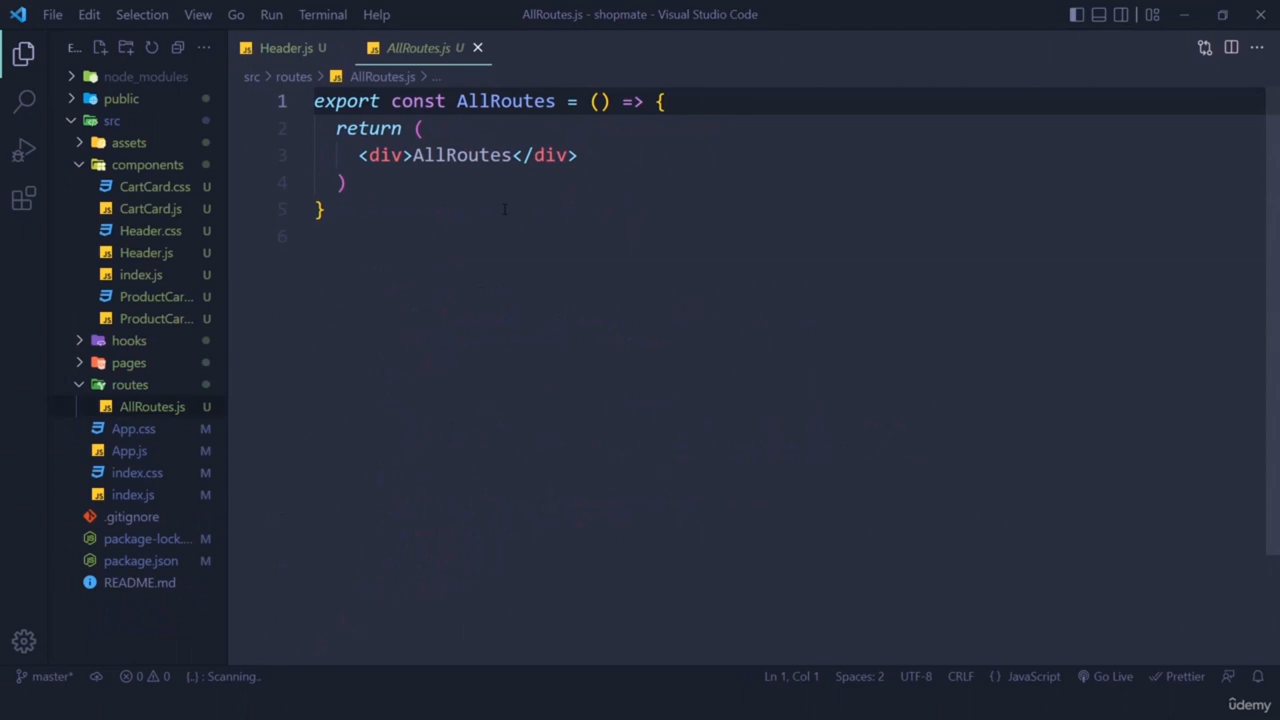 File Edit Selection View Go Run Terminal Help AllRoutes.js - shopmate - Visual Studio Code
E... Header.js U AllRoutes.js U
src > routes > AllRoutes.js > ...
node_modules
public
src
assets
components
CartCard.css U
CartCard.js U
Header.css U
Header.js U
index.js U
ProductCar... U
ProductCar... U
hooks
pages
routes
AllRoutes.js U
App.css M
App.js M
index.css M
index.js M
.gitignore
package-lock.... M
package.json M
README.md
1 export const AllRoutes = () => {
2 return (
3 <div>AllRoutes</div>
4 )
5 }
6
master* 0 0 {..} : Scanning.. Ln 1, Col 1 Spaces: 2 UTF-8 CRLF { } JavaScript Go Live Prettier
ûdemy